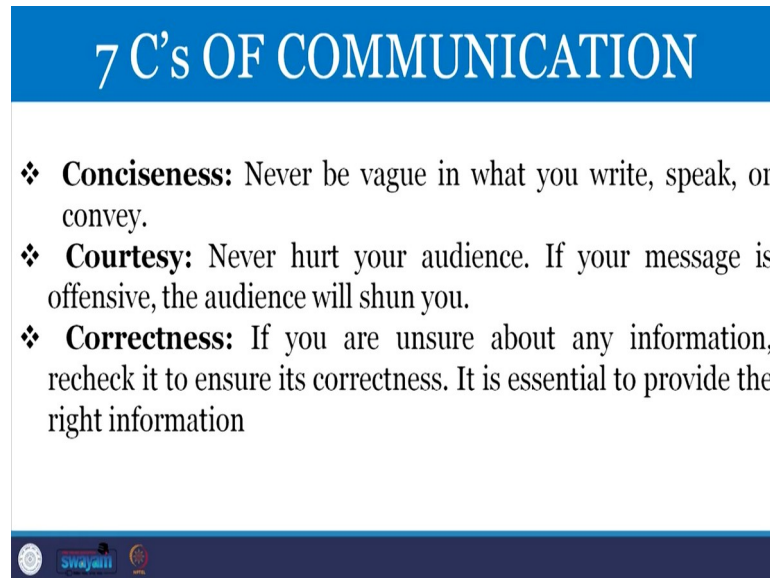 7 C’s OF COMMUNICATION
❖ Conciseness: Never be vague in what you write, speak, or
convey.
❖ Courtesy: Never hurt your audience. If your message is
offensive, the audience will shun you.
❖ Correctness: If you are unsure about any information,
recheck it to ensure its correctness. It is essential to provide the
right information
swayam